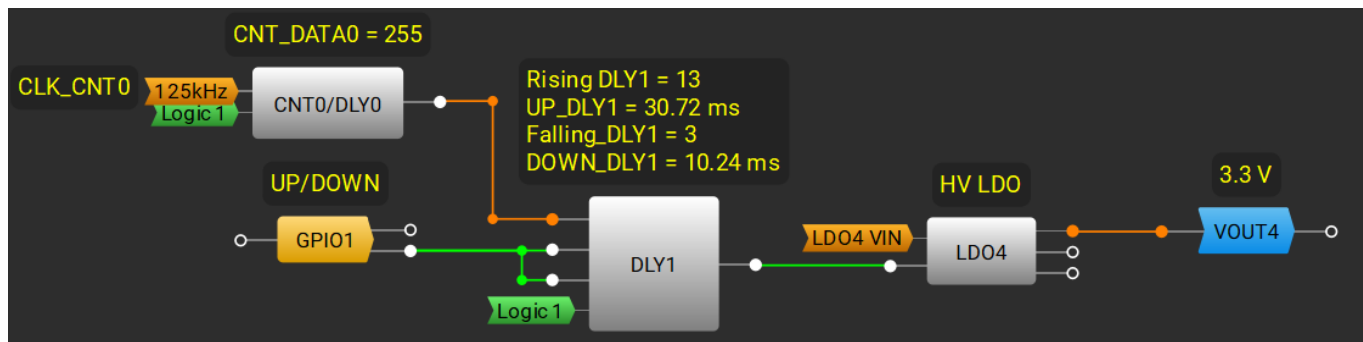 CNT_DATA0 = 255
CLK_CNT0
125kHz
Logic 1
CNT0/DLY0
Rising DLY1 = 13
UP_DLY1 = 30.72 ms
Falling_DLY1 = 3
DOWN_DLY1 = 10.24 ms
UP/DOWN
GPIO1
Logic 1
DLY1
HV LDO
LDO4 VIN
LDO4
3.3 V
VOUT4